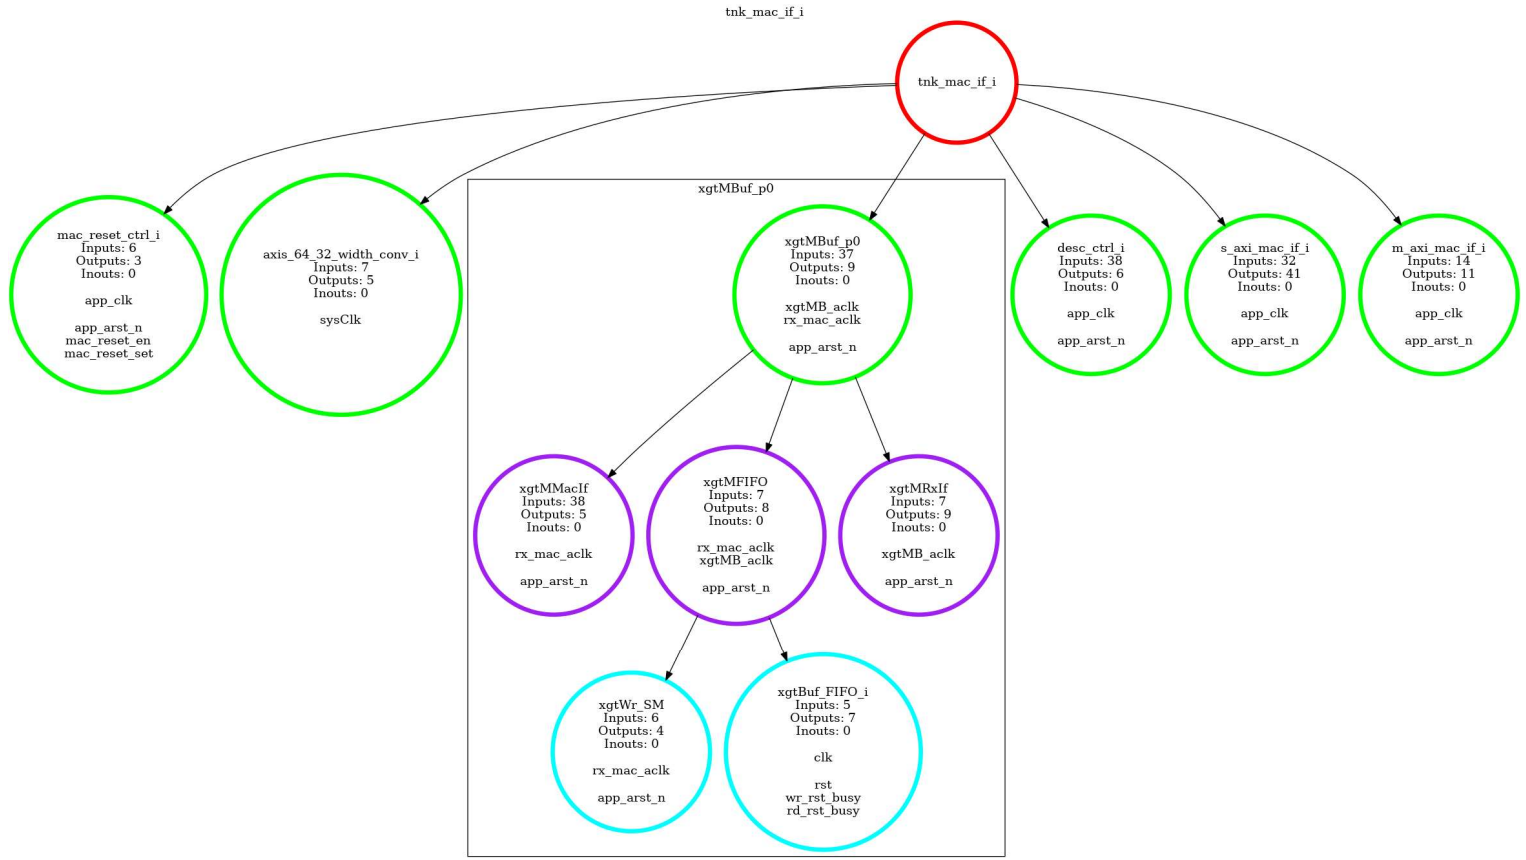 tnk_mac_if_i
tnk_mac_if_i
mac_reset_ctrl_i
Inputs: 6
Outputs: 3
Inouts: 0
app_clk
app_arst_n
mac_reset_en
mac_reset_set
axis_64_32_width_conv_i
Inputs: 7
Outputs: 5
Inouts: 0
sysClk
xgtMBuf_p0
xgtMBuf_p0
Inputs: 37
Outputs: 9
Inouts: 0
xgtMB_aclk
rx_mac_aclk
app_arst_n
desc_ctrl_i
Inputs: 38
Outputs: 6
Inouts: 0
app_clk
app_arst_n
s_axi_mac_if_i
Inputs: 32
Outputs: 41
Inouts: 0
app_clk
app_arst_n
m_axi_mac_if_i
Inputs: 14
Outputs: 11
Inouts: 0
app_clk
app_arst_n
xgtMMacIf
Inputs: 38
Outputs: 5
Inouts: 0
rx_mac_aclk
app_arst_n
xgtMFIFO
Inputs: 7
Outputs: 8
Inouts: 0
rx_mac_aclk
xgtMB_aclk
app_arst_n
xgtMRxIf
Inputs: 7
Outputs: 9
Inouts: 0
xgtMB_aclk
app_arst_n
xgtWr_SM
Inputs: 6
Outputs: 4
Inouts: 0
rx_mac_aclk
app_arst_n
xgtBuf_FIFO_i
Inputs: 5
Outputs: 7
Inouts: 0
clk
rst
wr_rst_busy
rd_rst_busy